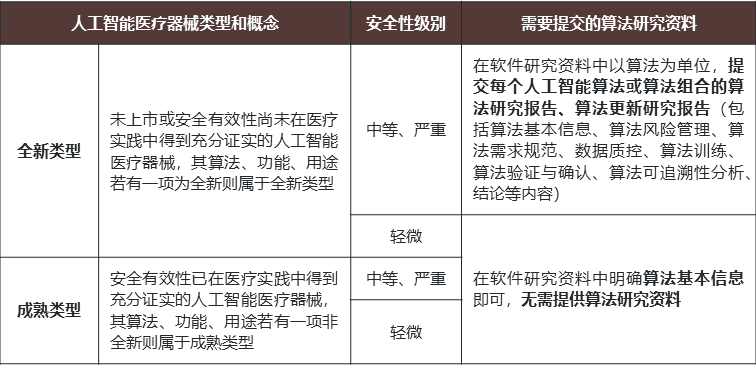 人工智能医疗器械类型和概念
安全性级别
需要提交的算法研究资料
全新类型
未上市或安全有效性尚未在医疗
实践中得到充分证实的人工智能
医疗器械，其算法、功能、用途
若有一项为全新则属于全新类型
中等、严重
在软件研究资料中以算法为单位，提
交每个人工智能算法或算法组合的算
法研究报告、算法更新研究报告（包
括算法基本信息、算法风险管理、算
法需求规范、数据质控、算法训练、
算法验证与确认、算法可追溯性分析、
结论等内容）
轻微
成熟类型
安全有效性已在医疗实践中得到
充分证实的人工智能医疗器械，
其算法、功能、用途若有一项非
全新则属于成熟类型
中等、严重
轻微
在软件研究资料中明确算法基本信息
即可，无需提供算法研究资料